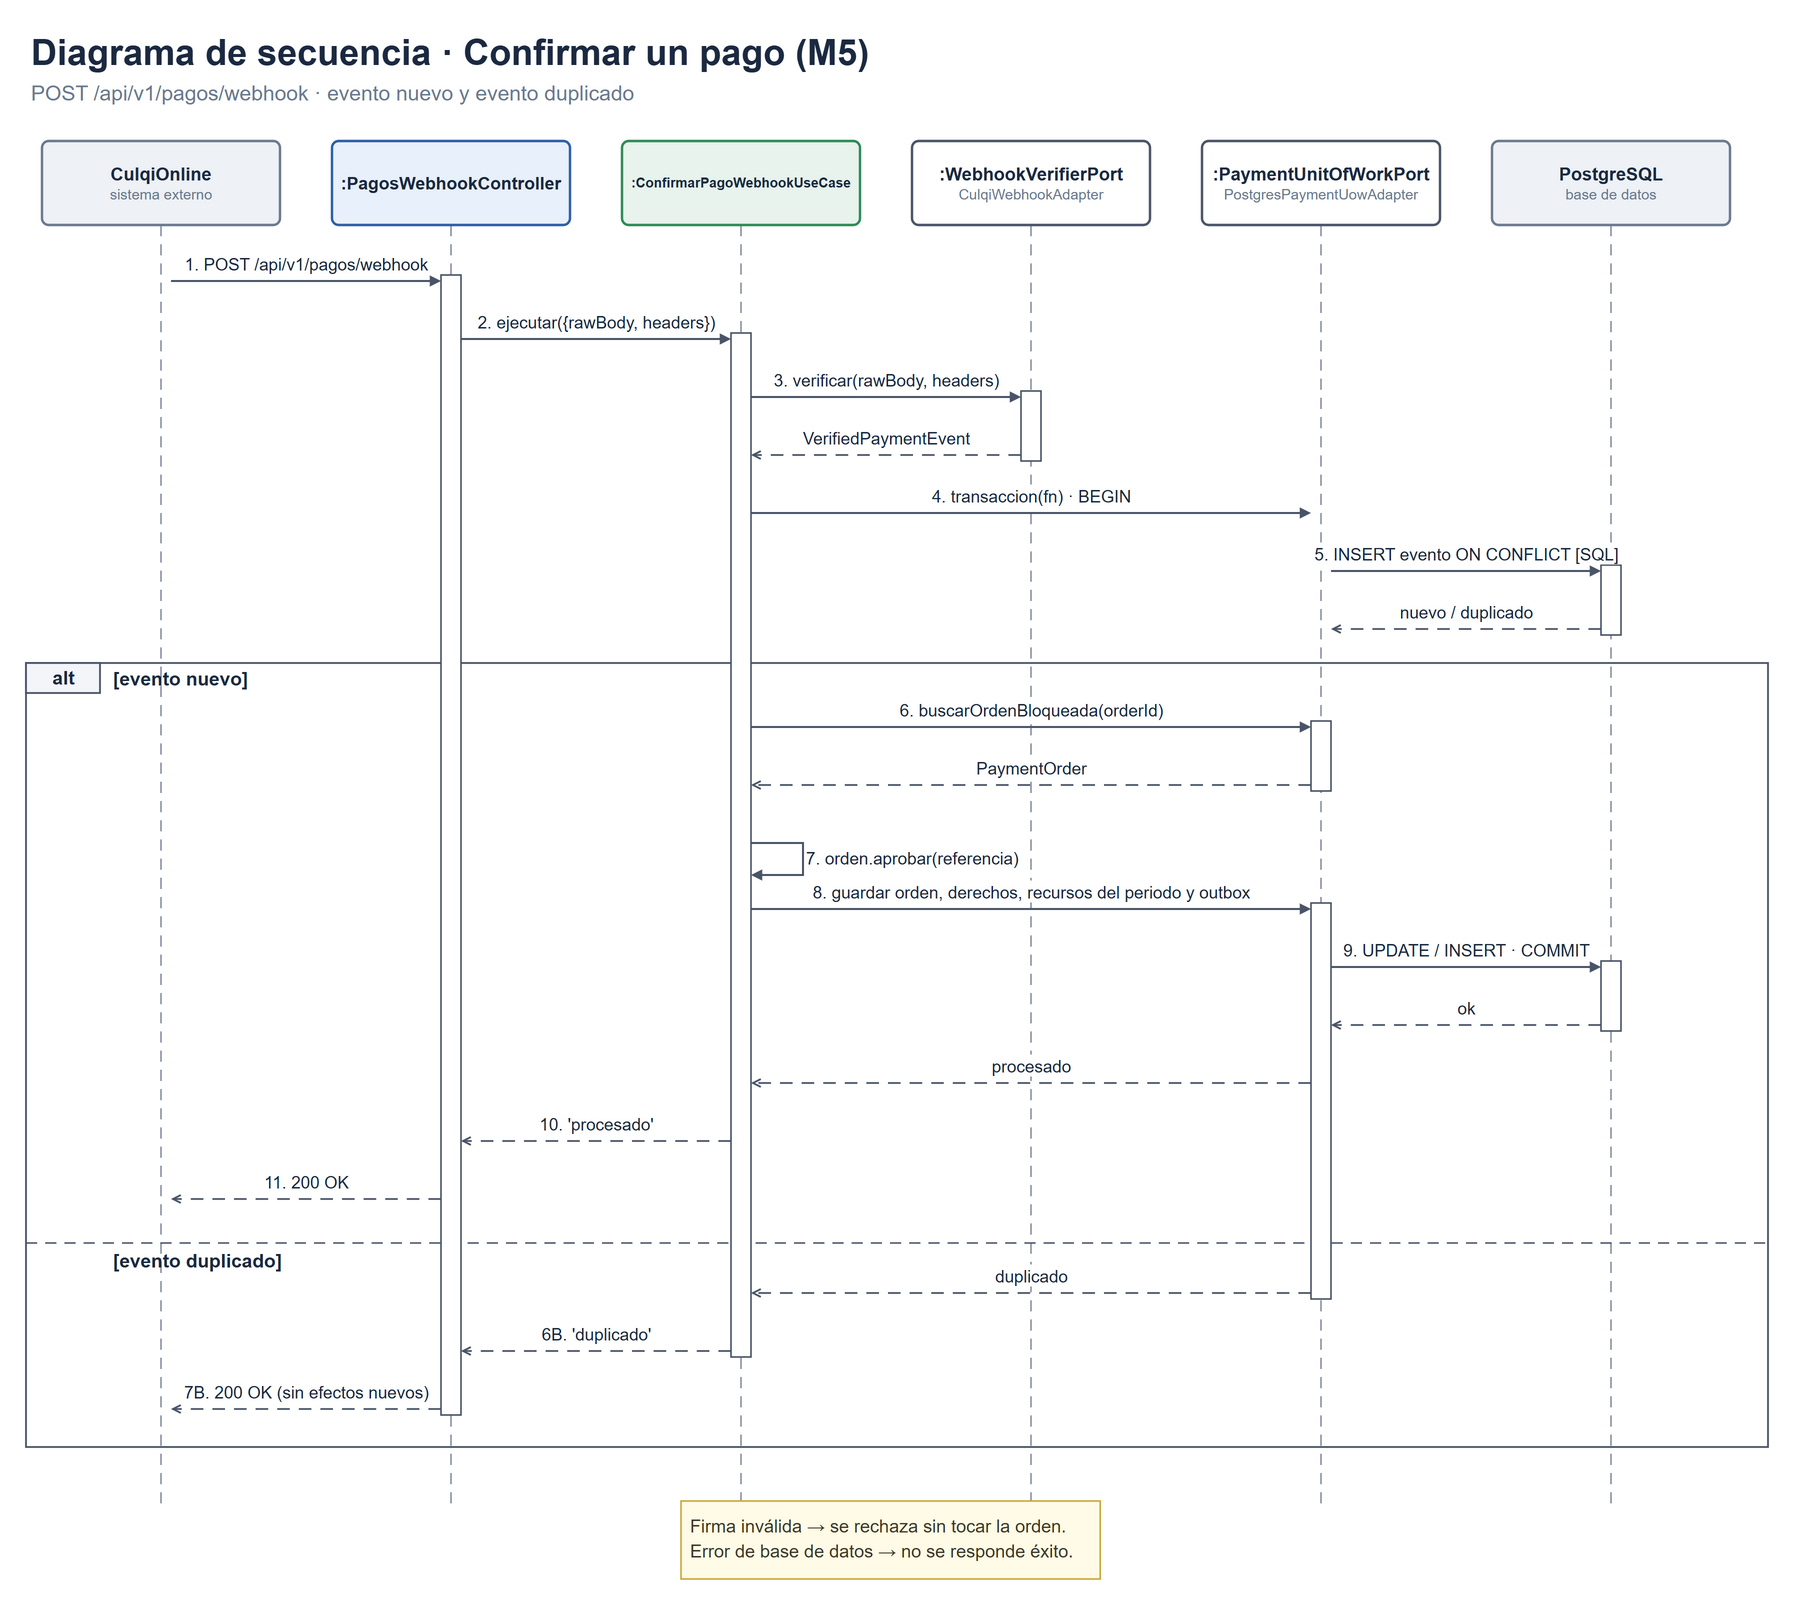 Diagrama de secuencia · Confirmar un pago (M5)
POST /api/v1/pagos/webhook · evento nuevo y evento duplicado
CulqiOnline
sistema externo
:PagosWebhookController
:ConfirmarPagoWebhookUseCase
:WebhookVerifierPort
CulqiWebhookAdapter
:PaymentUnitOfWorkPort
PostgresPaymentUowAdapter
PostgreSQL
base de datos
1. POST /api/v1/pagos/webhook
2. ejecutar({rawBody, headers})
3. verificar(rawBody, headers)
VerifiedPaymentEvent
4. transaccion(fn) · BEGIN
5. INSERT evento ON CONFLICT [SQL]
nuevo / duplicado
alt
[evento nuevo]
6. buscarOrdenBloqueada(orderId)
PaymentOrder
7. orden.aprobar(referencia)
8. guardar orden, derechos, recursos del periodo y outbox
9. UPDATE / INSERT · COMMIT
ok
procesado
10. 'procesado'
11. 200 OK
[evento duplicado]
duplicado
6B. 'duplicado'
7B. 200 OK (sin efectos nuevos)
Firma inválida → se rechaza sin tocar la orden.
Error de base de datos → no se responde éxito.